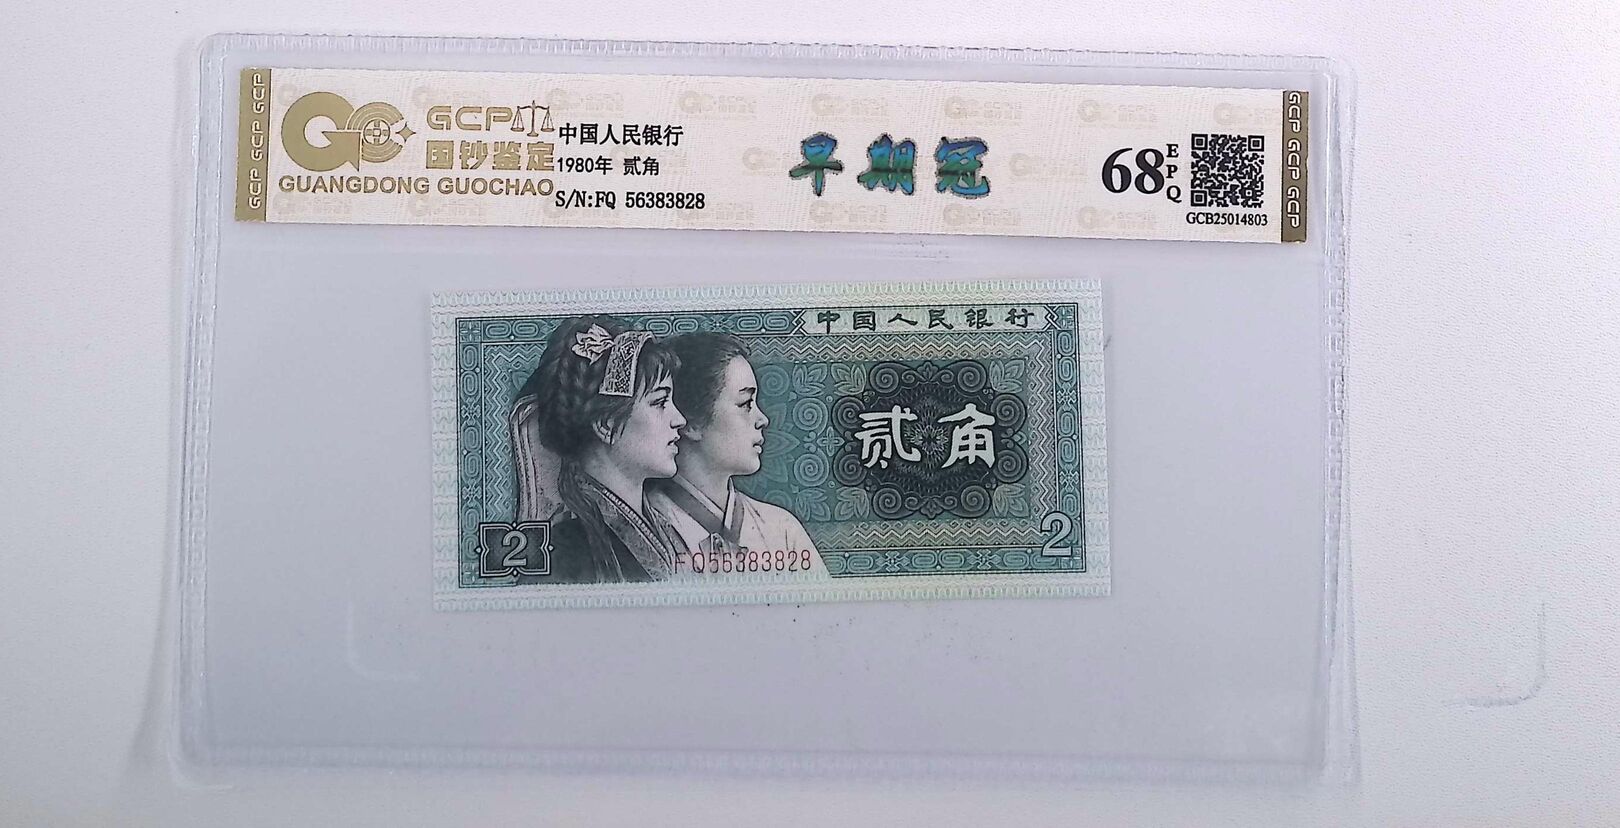 GCP GCP GCP
GC GCP
国钞鉴定
GUANGDONG GUOCHAO
中国人民银行
1980年 贰角
S/N:FQ 56383828
早期冠
68 EPQ
GCB25014803
GCP GCP GCP
中国人民银行
贰角
2
2
FQ56383828